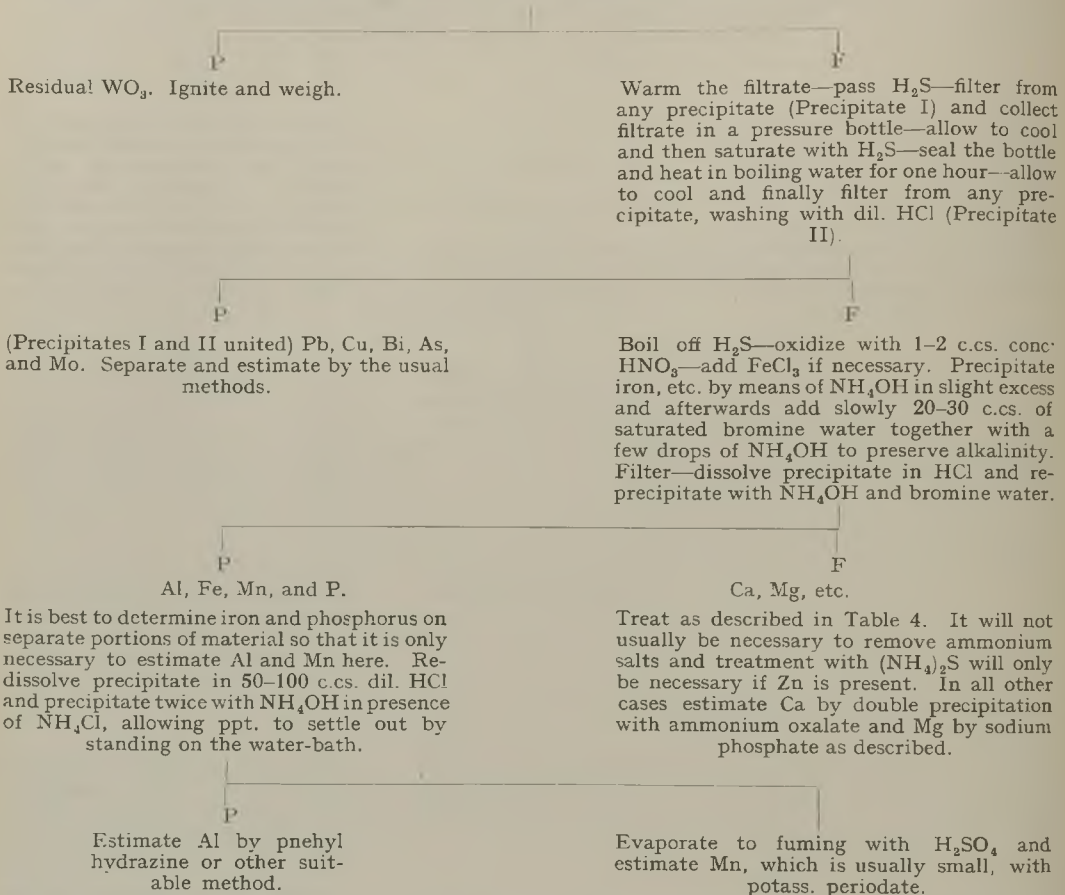 P
Residual WO₃. Ignite and weigh.
F
Warm the filtrate—pass H₂S—filter from
any precipitate (Precipitate I) and collect
filtrate in a pressure bottle—allow to cool
and then saturate with H₂S—seal the bottle
and heat in boiling water for one hour—allow
to cool and finally filter from any pre-
cipitate, washing with dil. HCl (Precipitate
II).
P
(Precipitates I and II united) Pb, Cu, Bi, As,
and Mo. Separate and estimate by the usual
methods.
F
Boil off H₂S—oxidize with 1–2 c.cs. conc·
HNO₃—add FeCl₃ if necessary. Precipitate
iron, etc. by means of NH₄OH in slight excess
and afterwards add slowly 20–30 c.cs. of
saturated bromine water together with a
few drops of NH₄OH to preserve alkalinity.
Filter—dissolve precipitate in HCl and re-
precipitate with NH₄OH and bromine water.
P
Al, Fe, Mn, and P.
It is best to determine iron and phosphorus on
separate portions of material so that it is only
necessary to estimate Al and Mn here. Re-
dissolve precipitate in 50–100 c.cs. dil. HCl
and precipitate twice with NH₄OH in presence
of NH₄Cl, allowing ppt. to settle out by
standing on the water-bath.
F
Ca, Mg, etc.
Treat as described in Table 4. It will not
usually be necessary to remove ammonium
salts and treatment with (NH₄)₂S will only
be necessary if Zn is present. In all other
cases estimate Ca by double precipitation
with ammonium oxalate and Mg by sodium
phosphate as described.
P
Estimate Al by pnehyl
hydrazine or other suit-
able method.
Evaporate to fuming with H₂SO₄ and
estimate Mn, which is usually small, with
potass. periodate.